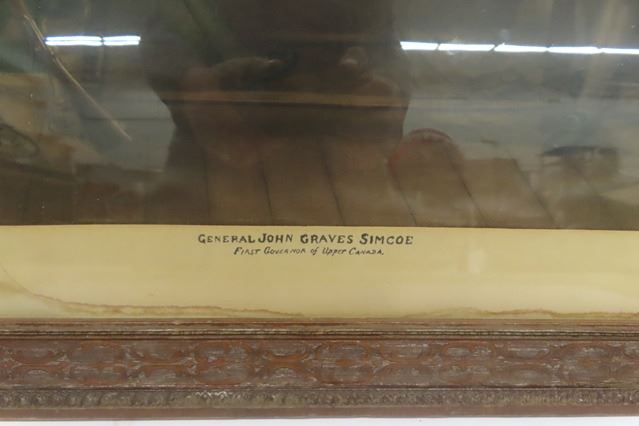 GENERAL JOHN GRAVES SIMCOE
FIRST GOVERNOR of UPPER CANADA.